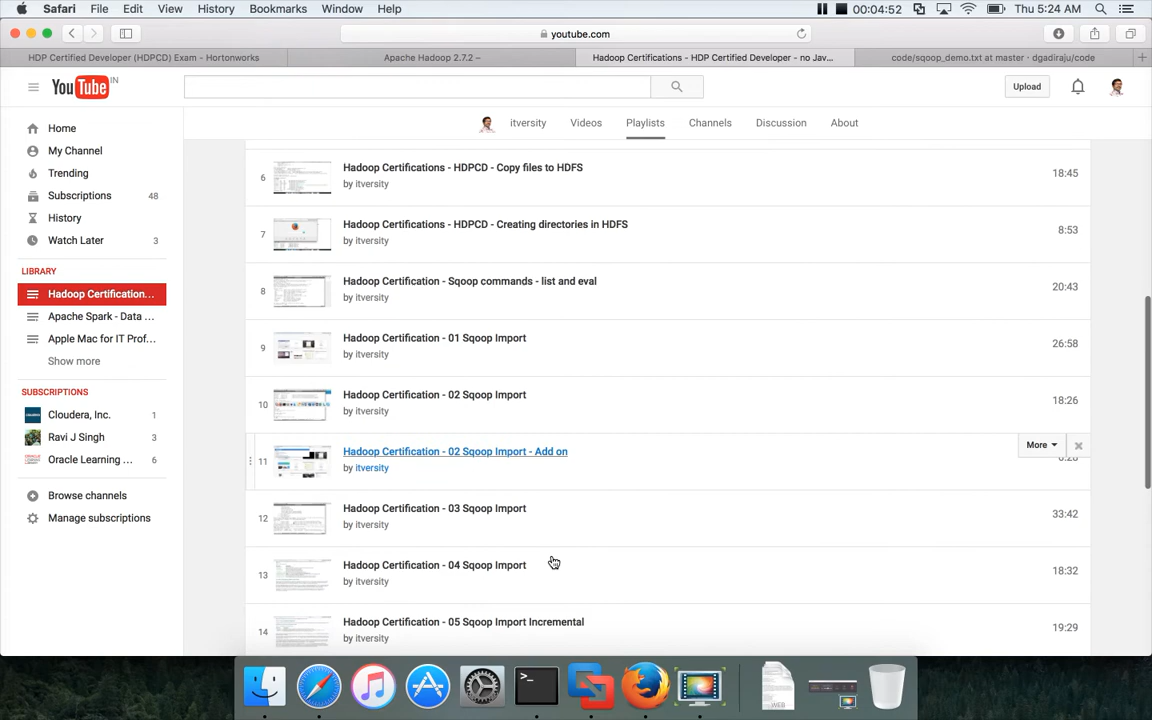 Safari File Edit View History Bookmarks Window Help 00:04:52 Thu 5:24 AM
youtube.com
HDP Certified Developer (HDPCD) Exam - Hortonworks
Apache Hadoop 2.7.2 –
Hadoop Certifications - HDP Certified Developer - no Jav...
code/sqoop_demo.txt at master · dgadiraju/code
YouTube IN
Upload
itversity Videos Playlists Channels Discussion About
Home
My Channel
Trending
Subscriptions 48
History
Watch Later 3
LIBRARY
Hadoop Certification...
Apache Spark - Data ...
Apple Mac for IT Prof...
Show more
SUBSCRIPTIONS
Cloudera, Inc. 1
Ravi J Singh 3
Oracle Learning ... 6
Browse channels
Manage subscriptions
6 Hadoop Certifications - HDPCD - Copy files to HDFS 18:45
by itversity
7 Hadoop Certifications - HDPCD - Creating directories in HDFS 8:53
by itversity
8 Hadoop Certification - Sqoop commands - list and eval 20:43
by itversity
9 Hadoop Certification - 01 Sqoop Import 26:58
by itversity
10 Hadoop Certification - 02 Sqoop Import 18:26
by itversity
11 Hadoop Certification - 02 Sqoop Import - Add on More
by itversity
12 Hadoop Certification - 03 Sqoop Import 33:42
by itversity
13 Hadoop Certification - 04 Sqoop Import 18:32
by itversity
14 Hadoop Certification - 05 Sqoop Import Incremental 19:29
by itversity